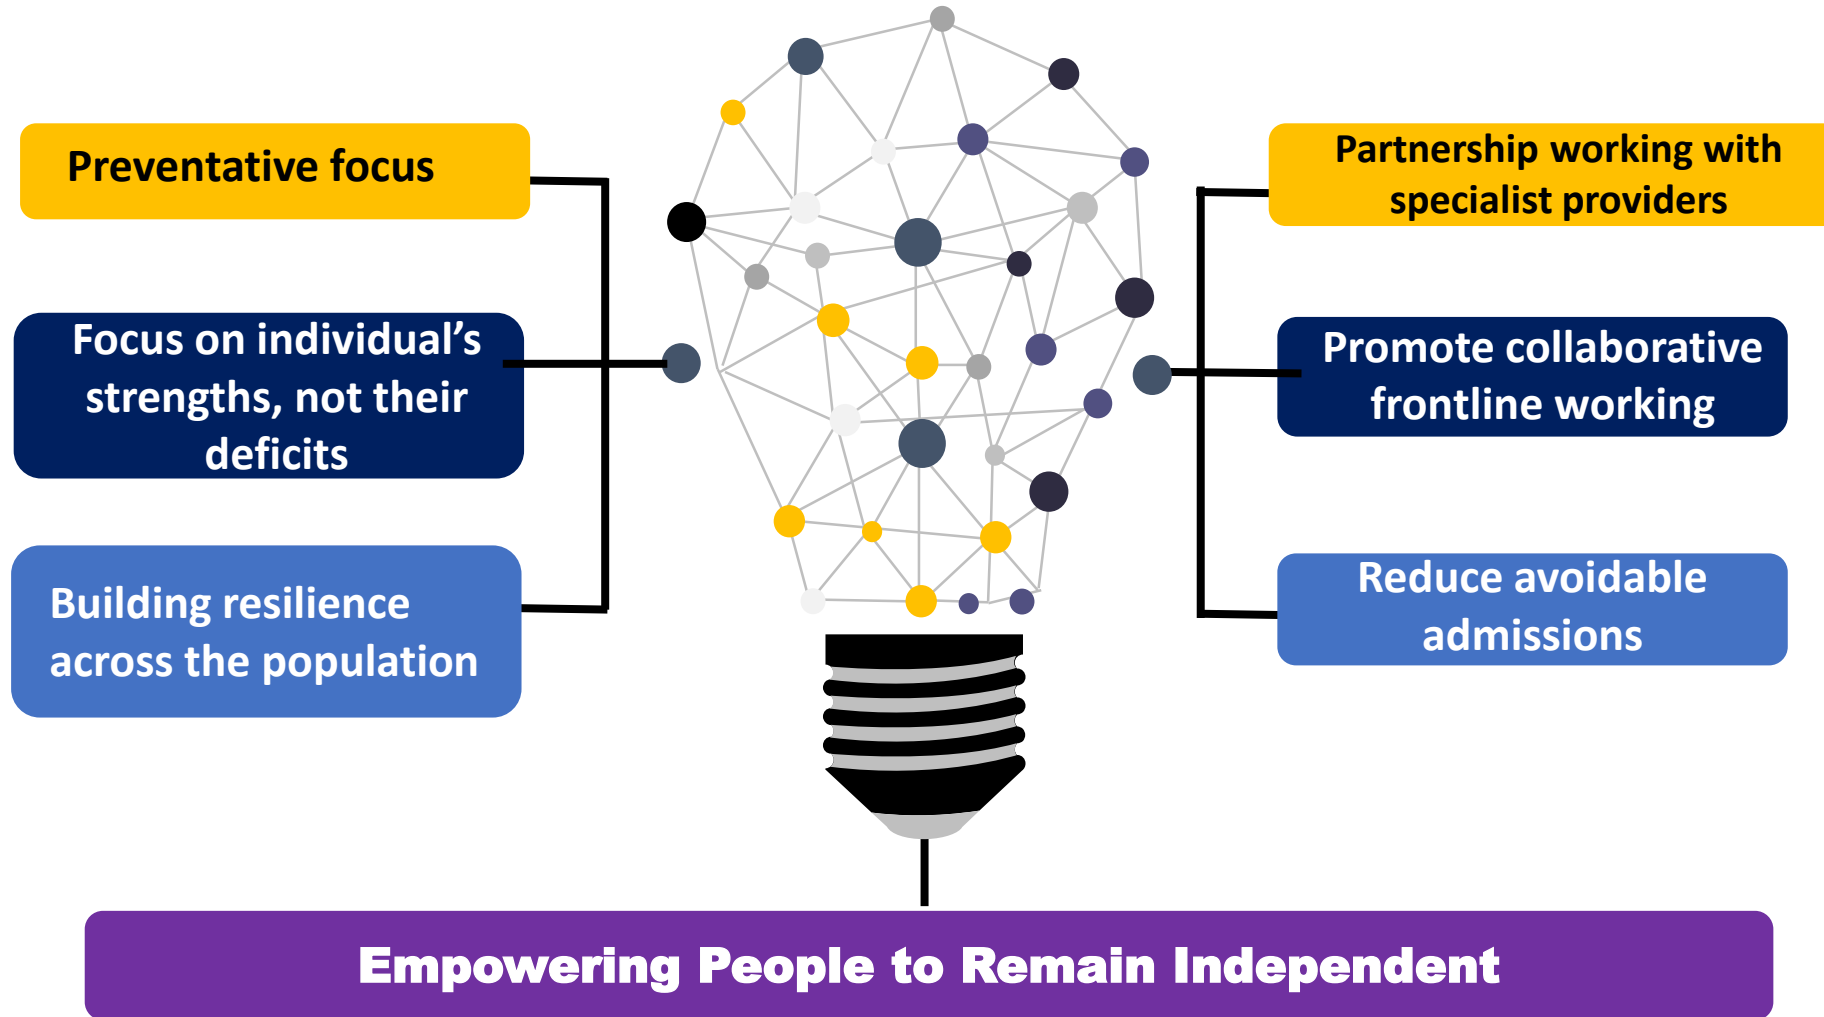 Preventative focus
Focus on individual’s
strengths, not their
deficits
Building resilience
across the population
Partnership working with
specialist providers
Promote collaborative
frontline working
Reduce avoidable
admissions
Empowering People to Remain Independent